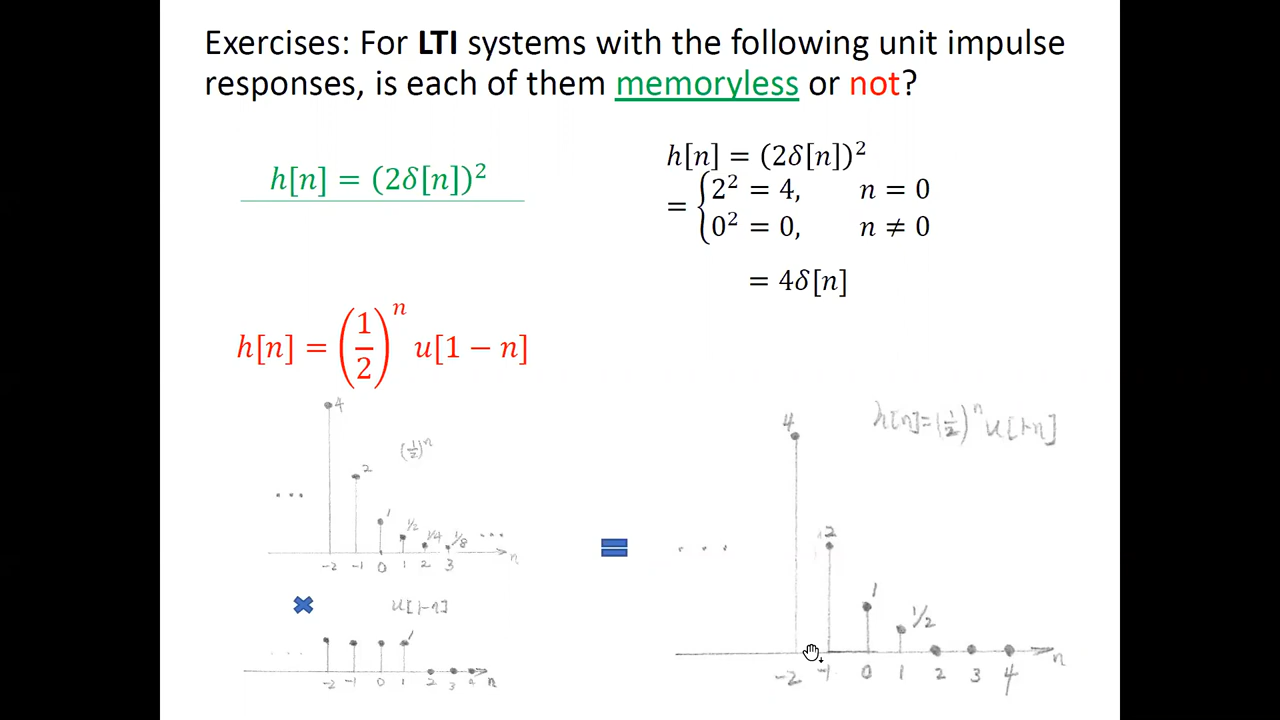 Exercises: For LTI systems with the following unit impulse
responses, is each of them memoryless or not?
h[n] = (2δ[n])²
h[n] = (2δ[n])²
= { 2² = 4, n = 0
0² = 0, n ≠ 0
= 4δ[n]
h[n] = (1/2)ⁿ u[1 − n]
4
(1/2)ⁿ
2
...
1
1/2
1/4
1/8
...
-2 -1 0 1 2 3 n
u[1-n]
1
...
-2 -1 0 1 2 3 4 n
=
h[n]=(1/2)ⁿ u[1-n]
4
2
...
1
1/2
-2 -1 0 1 2 3 4 n